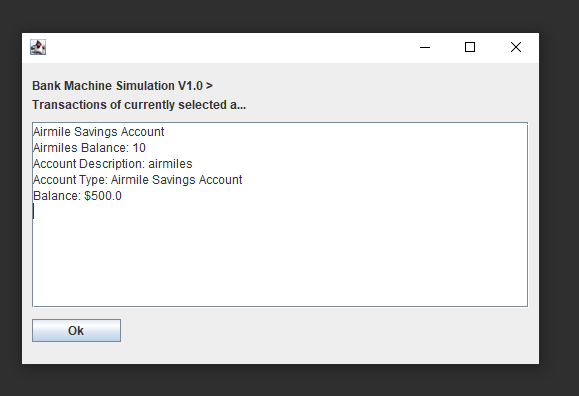 Bank Machine Simulation V1.0 >
Transactions of currently selected a...
Airmile Savings Account
Airmiles Balance: 10
Account Description: airmiles
Account Type: Airmile Savings Account
Balance: $500.0
Ok